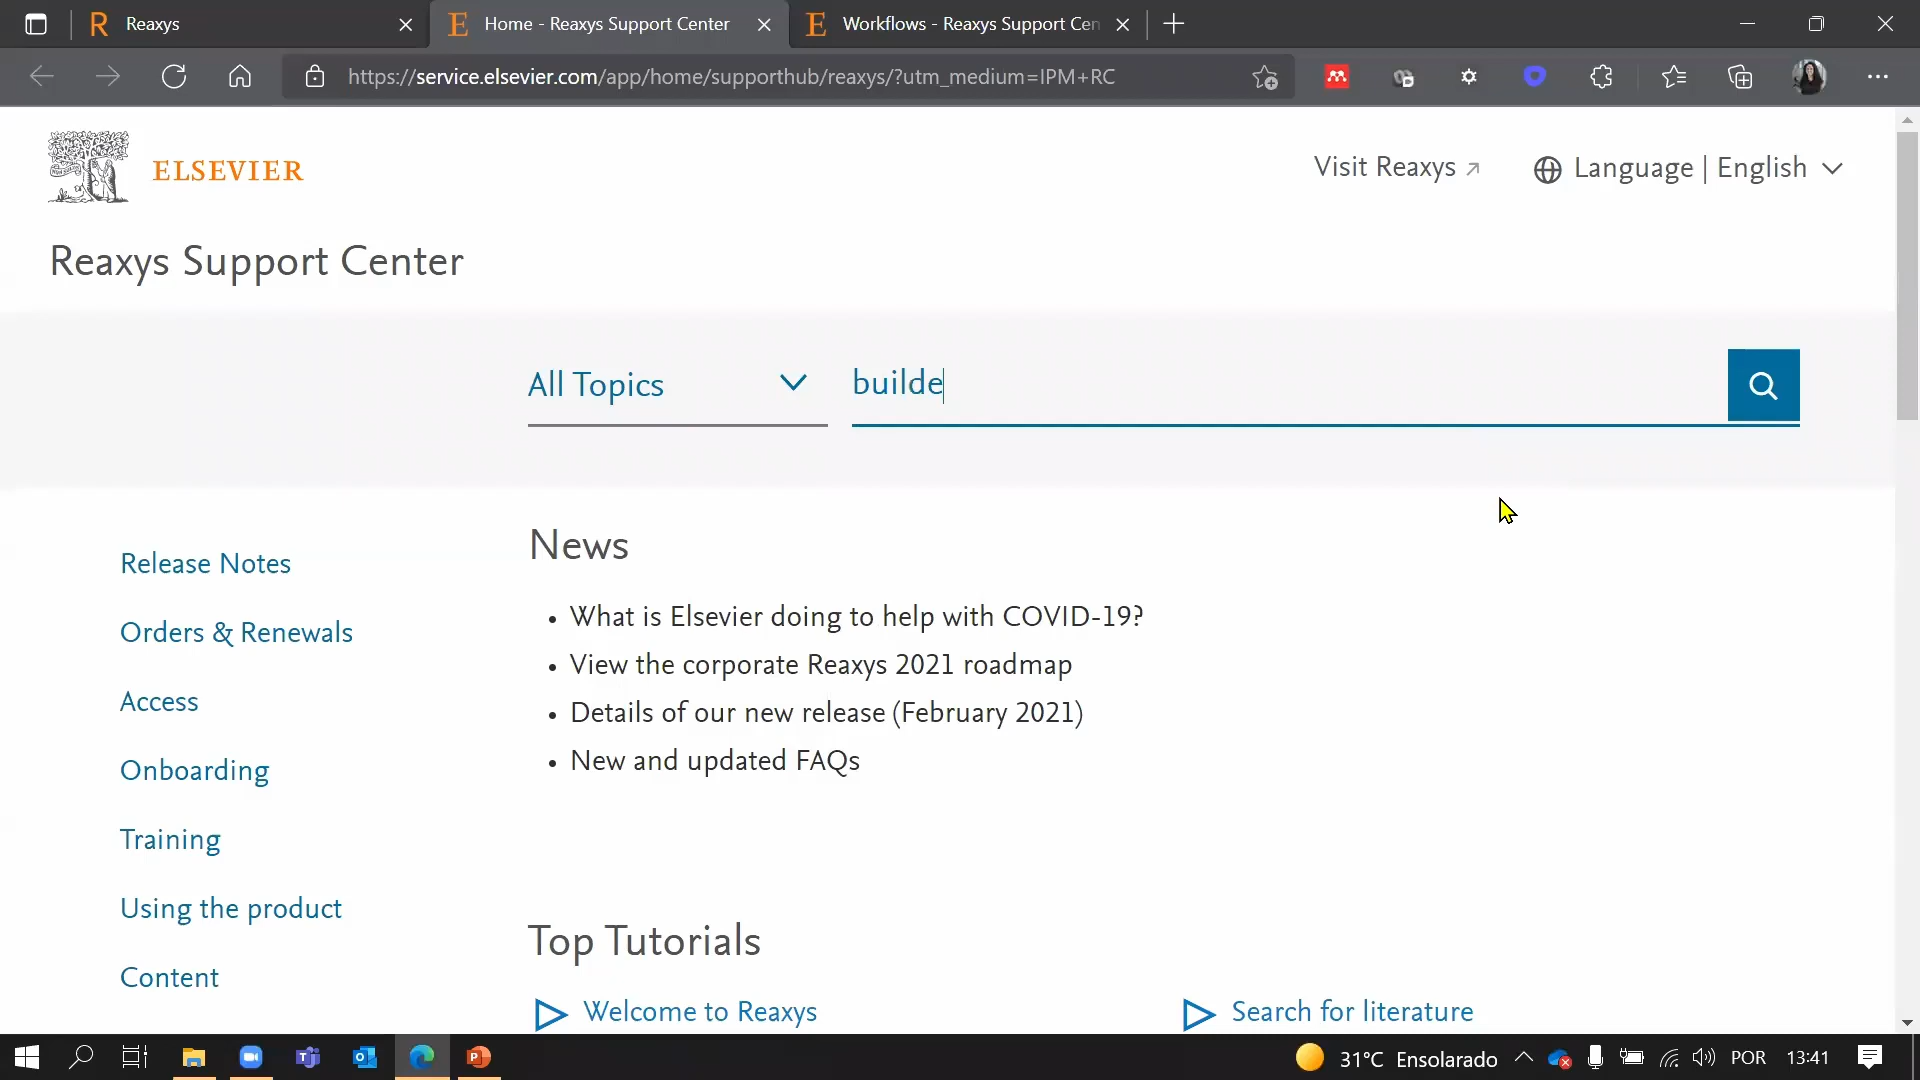 Reaxys
Home - Reaxys Support Center
Workflows - Reaxys Support Cen
https://service.elsevier.com/app/home/supporthub/reaxys/?utm_medium=IPM+RC
ELSEVIER
Visit Reaxys
Language | English
Reaxys Support Center
All Topics
builde
Release Notes
Orders & Renewals
Access
Onboarding
Training
Using the product
Content
News
• What is Elsevier doing to help with COVID-19?
• View the corporate Reaxys 2021 roadmap
• Details of our new release (February 2021)
• New and updated FAQs
Top Tutorials
Welcome to Reaxys
Search for literature
31°C Ensolarado
POR
13:41